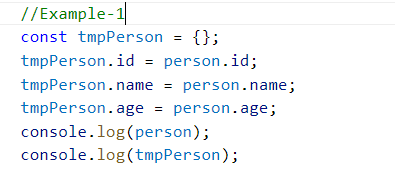 //Example-1
const tmpPerson = {};
tmpPerson.id = person.id;
tmpPerson.name = person.name;
tmpPerson.age = person.age;
console.log(person);
console.log(tmpPerson);